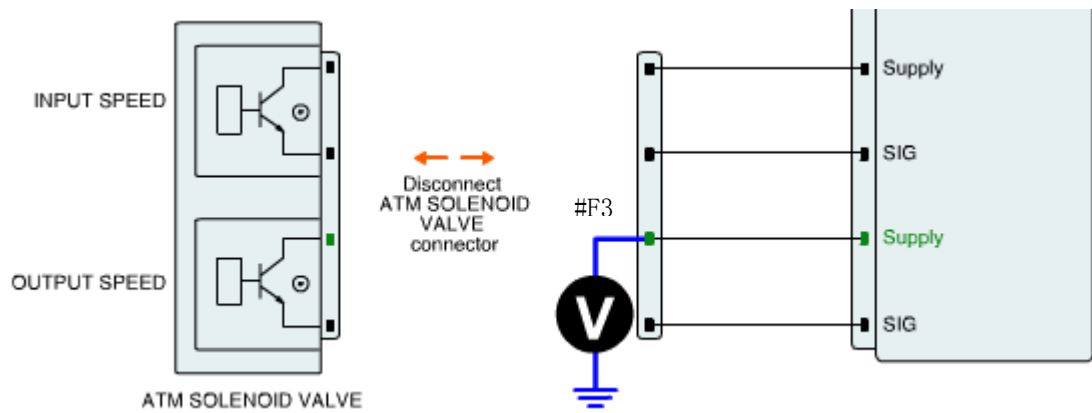 INPUT SPEED
OUTPUT SPEED
ATM SOLENOID VALVE
Disconnect
ATM SOLENOID
VALVE
connector
#F3
V
Supply
SIG
Supply
SIG